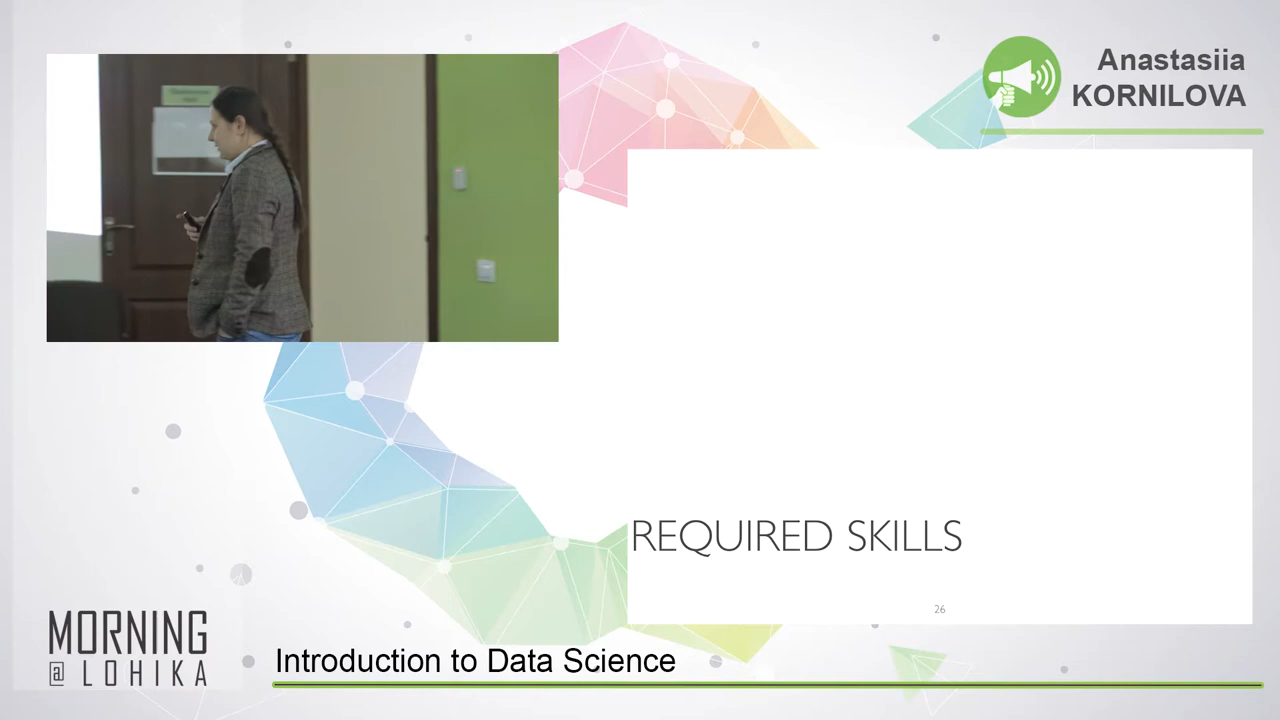 Anastasiia
KORNILOVA
REQUIRED SKILLS
26
MORNING
@ LOHIKA
Introduction to Data Science